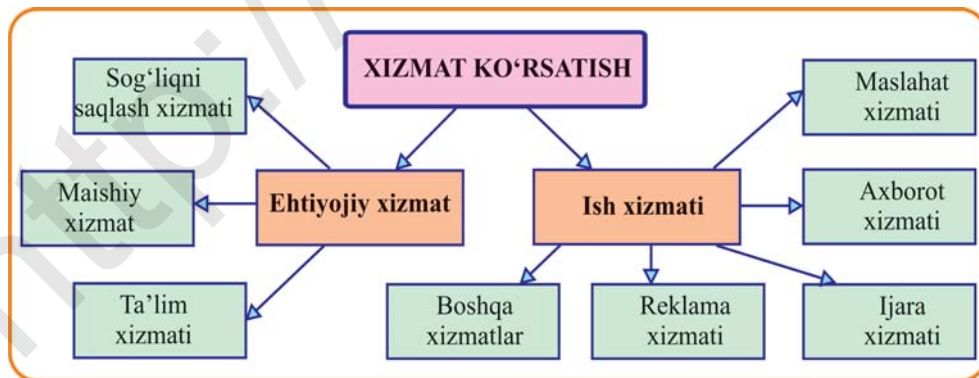 XIZMAT KO‘RSATISH
Sog‘liqni
saqlash xizmati
Maslahat
xizmati
Maishiy
xizmat
Ehtiyojiy xizmat
Ish xizmati
Axborot
xizmati
Ta’lim
xizmati
Boshqa
xizmatlar
Reklama
xizmati
Ijara
xizmati
http:/